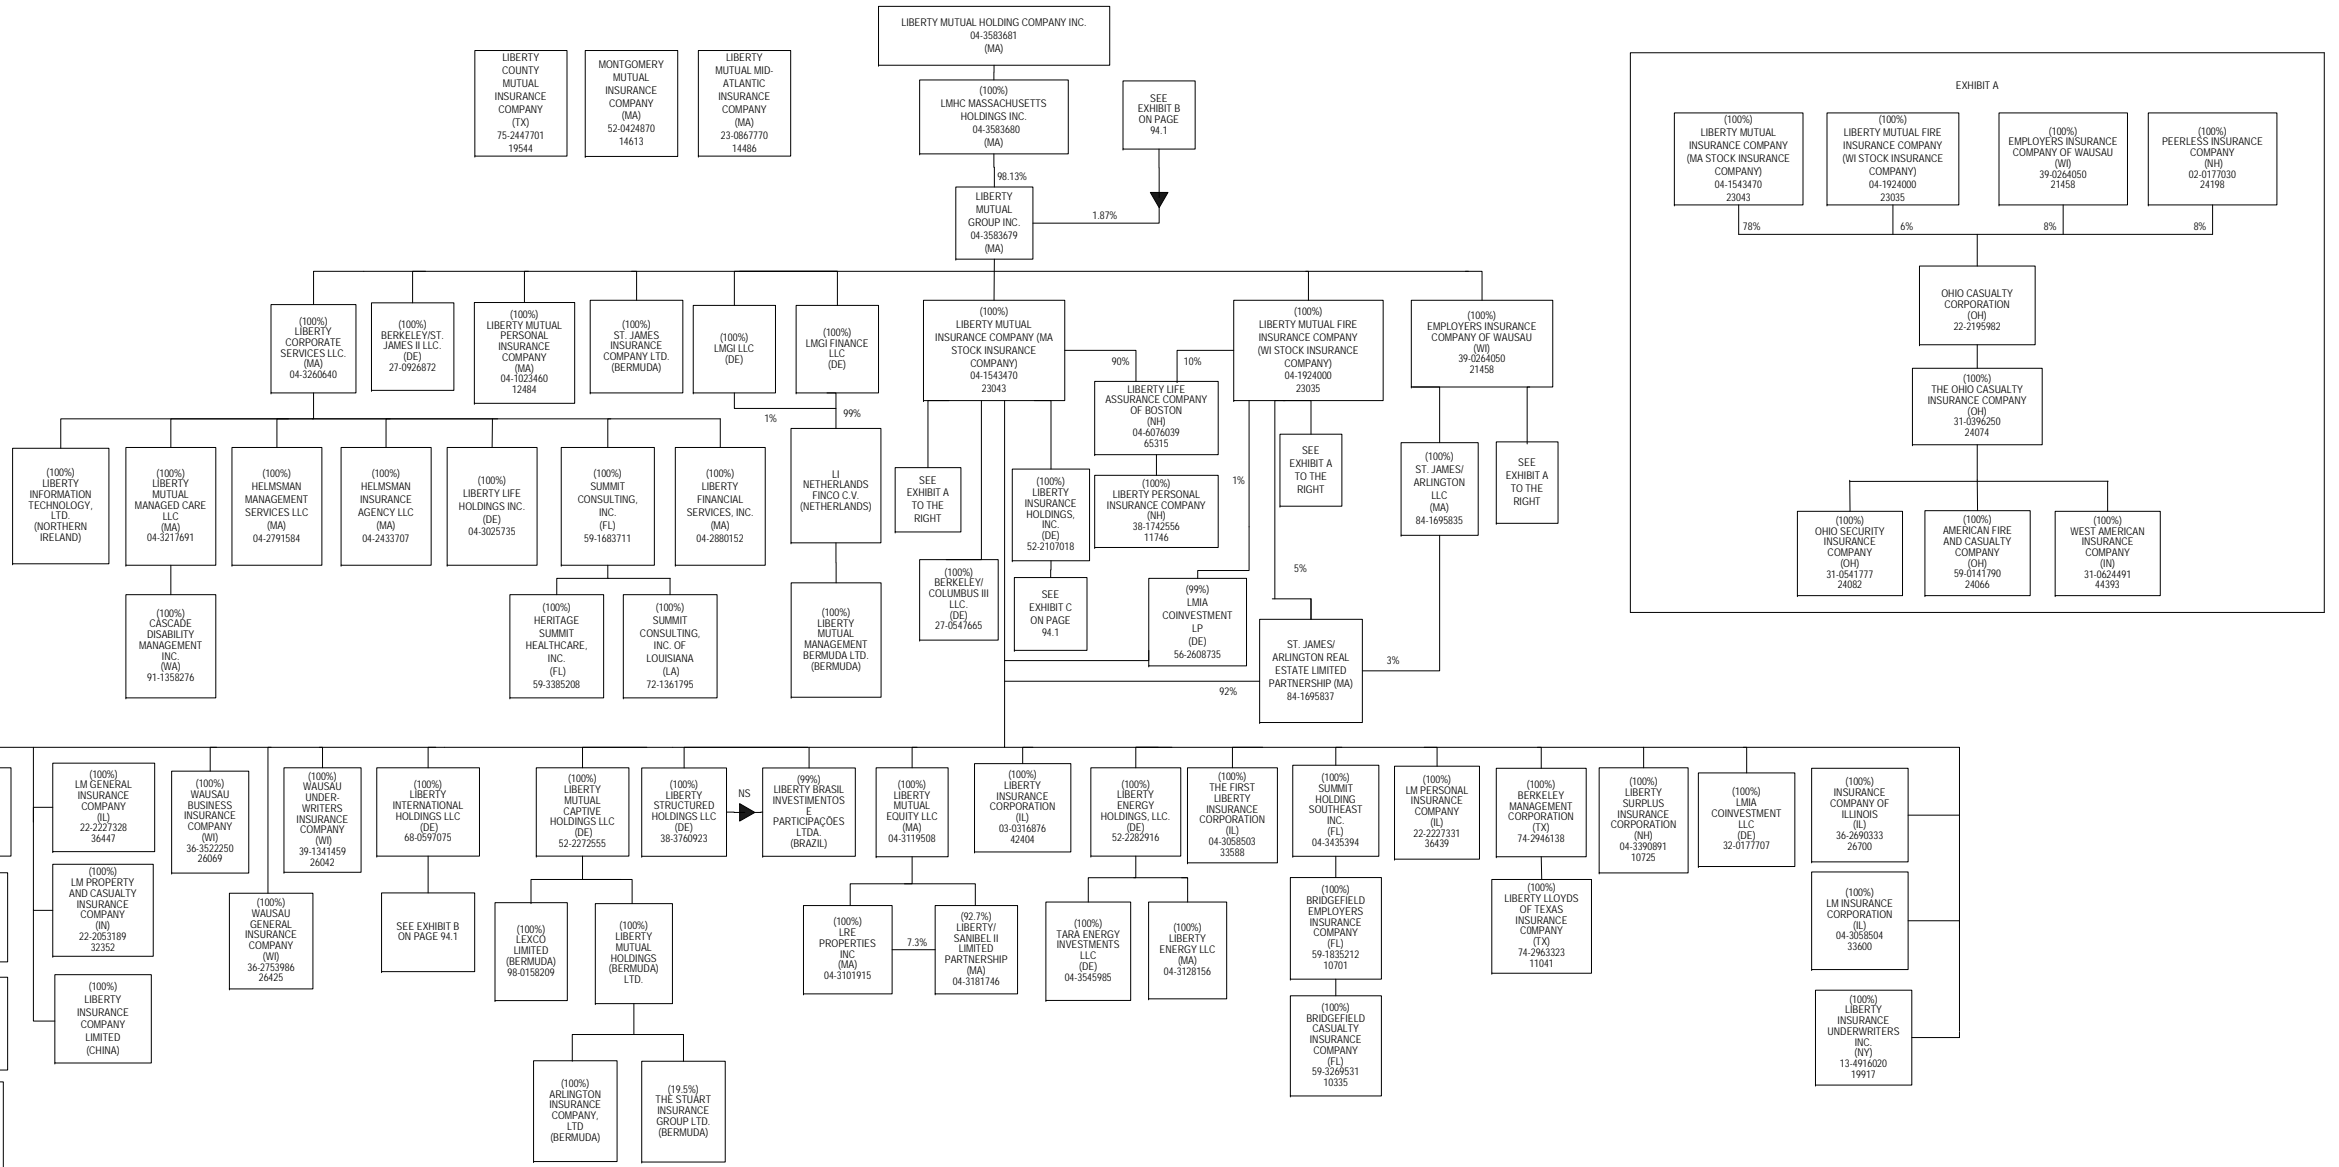 LIBERTY MUTUAL HOLDING COMPANY INC.
04-3583681
(MA)
LIBERTY
COUNTY
MUTUAL
INSURANCE
COMPANY
(TX)
75-2447701
19544
MONTGOMERY
MUTUAL
INSURANCE
COMPANY
(MA)
52-0424870
14613
LIBERTY
MUTUAL MID-
ATLANTIC
INSURANCE
COMPANY
(MA)
23-0867770
14486
(100%)
LMHC MASSACHUSETTS
HOLDINGS INC.
04-3583680
(MA)
SEE
EXHIBIT B
ON PAGE
94.1
98.13%
LIBERTY
MUTUAL
GROUP INC.
04-3583679
(MA)
1.87%
(100%)
LIBERTY
CORPORATE
SERVICES LLC.
(MA)
04-3260640
(100%)
BERKELEY/ST.
JAMES II LLC.
(DE)
27-0926872
(100%)
LIBERTY MUTUAL
PERSONAL
INSURANCE
COMPANY
(MA)
04-1023460
12484
(100%)
ST. JAMES
INSURANCE
COMPANY LTD.
(BERMUDA)
(100%)
LMGI LLC
(DE)
(100%)
LMGI FINANCE
LLC
(DE)
(100%)
LIBERTY MUTUAL
INSURANCE COMPANY (MA
STOCK INSURANCE
COMPANY)
04-1543470
23043
(100%)
LIBERTY MUTUAL FIRE
INSURANCE COMPANY
(WI STOCK INSURANCE
COMPANY)
04-1924000
23035
(100%)
EMPLOYERS INSURANCE
COMPANY OF WAUSAU
(WI)
39-0264050
21458
90%
10%
LIBERTY LIFE
ASSURANCE COMPANY
OF BOSTON
(NH)
04-6076039
65315
1%
99%
(100%)
LIBERTY
INFORMATION
TECHNOLOGY,
LTD.
(NORTHERN
IRELAND)
(100%)
LIBERTY
MUTUAL
MANAGED CARE
LLC
(MA)
04-3217691
(100%)
HELMSMAN
MANAGEMENT
SERVICES LLC
(MA)
04-2791584
(100%)
HELMSMAN
INSURANCE
AGENCY LLC
(MA)
04-2433707
(100%)
LIBERTY LIFE
HOLDINGS INC.
(DE)
04-3025735
(100%)
SUMMIT
CONSULTING,
INC.
(FL)
59-1683711
(100%)
LIBERTY
FINANCIAL
SERVICES, INC.
(MA)
04-2880152
LI
NETHERLANDS
FINCO C.V.
(NETHERLANDS)
SEE
EXHIBIT A
TO THE
RIGHT
(100%)
LIBERTY
INSURANCE
HOLDINGS,
INC.
(DE)
52-2107018
(100%)
LIBERTY PERSONAL
INSURANCE COMPANY
(NH)
38-1742556
11746
1%
SEE
EXHIBIT A
TO THE
RIGHT
(100%)
ST. JAMES/
ARLINGTON
LLC
(MA)
84-1695835
SEE
EXHIBIT A
TO THE
RIGHT
(100%)
CASCADE
DISABILITY
MANAGEMENT
INC.
(WA)
91-1358276
(100%)
HERITAGE
SUMMIT
HEALTHCARE,
INC.
(FL)
59-3385208
(100%)
SUMMIT
CONSULTING,
INC. OF
LOUISIANA
(LA)
72-1361795
(100%)
LIBERTY
MUTUAL
MANAGEMENT
BERMUDA LTD.
(BERMUDA)
(100%)
BERKELEY/
COLUMBUS III
LLC.
(DE)
27-0547665
SEE
EXHIBIT C
ON PAGE
94.1
(99%)
LMIA
COINVESTMENT
LP
(DE)
56-2608735
5%
ST. JAMES/
ARLINGTON REAL
ESTATE LIMITED
PARTNERSHIP (MA)
84-1695837
3%
92%
EXHIBIT A
(100%)
LIBERTY MUTUAL
INSURANCE COMPANY
(MA STOCK INSURANCE
COMPANY)
04-1543470
23043
(100%)
LIBERTY MUTUAL FIRE
INSURANCE COMPANY
(WI STOCK INSURANCE
COMPANY)
04-1924000
23035
(100%)
EMPLOYERS INSURANCE
COMPANY OF WAUSAU
(WI)
39-0264050
21458
(100%)
PEERLESS INSURANCE
COMPANY
(NH)
02-0177030
24198
78%
6%
8%
8%
OHIO CASUALTY
CORPORATION
(OH)
22-2195982
(100%)
THE OHIO CASUALTY
INSURANCE COMPANY
(OH)
31-0396250
24074
(100%)
OHIO SECURITY
INSURANCE
COMPANY
(OH)
31-0541777
24082
(100%)
AMERICAN FIRE
AND CASUALTY
COMPANY
(OH)
59-0141790
24066
(100%)
WEST AMERICAN
INSURANCE
COMPANY
(IN)
31-0624491
44393
(100%)
LM GENERAL
INSURANCE
COMPANY
(IL)
22-2227328
36447
(100%)
WAUSAU
BUSINESS
INSURANCE
COMPANY
(WI)
36-3522250
26069
(100%)
WAUSAU
UNDER-
WRITERS
INSURANCE
COMPANY
(WI)
39-1341459
26042
(100%)
LIBERTY
INTERNATIONAL
HOLDINGS LLC
(DE)
68-0597075
(100%)
LIBERTY
MUTUAL
CAPTIVE
HOLDINGS LLC
(DE)
52-2272555
(100%)
LIBERTY
STRUCTURED
HOLDINGS LLC
(DE)
38-3760923
NS
(99%)
LIBERTY BRASIL
INVESTIMENTOS
E
PARTICIPAÇÕES
LTDA.
(BRAZIL)
(100%)
LIBERTY
MUTUAL
EQUITY LLC
(MA)
04-3119508
(100%)
LIBERTY
INSURANCE
CORPORATION
(IL)
03-0316876
42404
(100%)
LIBERTY
ENERGY
HOLDINGS, LLC.
(DE)
52-2282916
(100%)
THE FIRST
LIBERTY
INSURANCE
CORPORATION
(IL)
04-3058503
33588
(100%)
SUMMIT
HOLDING
SOUTHEAST
INC.
(FL)
04-3435394
(100%)
LM PERSONAL
INSURANCE
COMPANY
(IL)
22-2227331
36439
(100%)
BERKELEY
MANAGEMENT
CORPORATION
(TX)
74-2946138
(100%)
LIBERTY
SURPLUS
INSURANCE
CORPORATION
(NH)
04-3390891
10725
(100%)
LMIA
COINVESTMENT
LLC
(DE)
32-0177707
(100%)
INSURANCE
COMPANY OF
ILLINOIS
(IL)
36-2690333
26700
(100%)
LM PROPERTY
AND CASUALTY
INSURANCE
COMPANY
(IN)
22-2053189
32352
(100%)
WAUSAU
GENERAL
INSURANCE
COMPANY
(WI)
36-2753986
26425
SEE EXHIBIT B
ON PAGE 94.1
(100%)
LEXCO
LIMITED
(BERMUDA)
98-0158209
(100%)
LIBERTY
MUTUAL
HOLDINGS
(BERMUDA)
LTD.
(100%)
LRE
PROPERTIES
INC
(MA)
04-3101915
7.3%
(92.7%)
LIBERTY/
SANIBEL II
LIMITED
PARTNERSHIP
(MA)
04-3181746
(100%)
TARA ENERGY
INVESTMENTS
LLC
(DE)
04-3545985
(100%)
LIBERTY
ENERGY LLC
(MA)
04-3128156
(100%)
BRIDGEFIELD
EMPLOYERS
INSURANCE
COMPANY
(FL)
59-1835212
10701
(100%)
LIBERTY LLOYDS
OF TEXAS
INSURANCE
C0MPANY
(TX)
74-2963323
11041
(100%)
LM INSURANCE
CORPORATION
(IL)
04-3058504
33600
(100%)
LIBERTY
INSURANCE
COMPANY
LIMITED
(CHINA)
(100%)
BRIDGEFIELD
CASUALTY
INSURANCE
COMPANY
(FL)
59-3269531
10335
(100%)
LIBERTY
INSURANCE
UNDERWRITERS
INC.
(NY)
13-4916020
19917
(100%)
ARLINGTON
INSURANCE
COMPANY,
LTD
(BERMUDA)
(19.5%)
THE STUART
INSURANCE
GROUP LTD.
(BERMUDA)